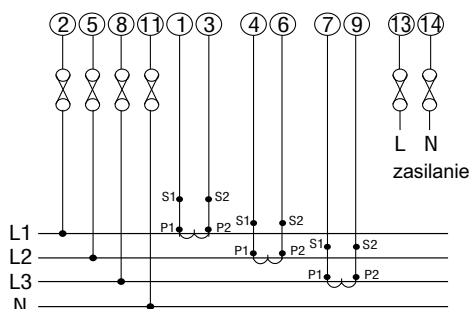 2 5 8 11 1 3 4 6 7 9 13 14
L N
zasilanie
S1 S2
S1 S2
P1 P2
L1
S1 S2
P1 P2
L2
P1 P2
L3
N